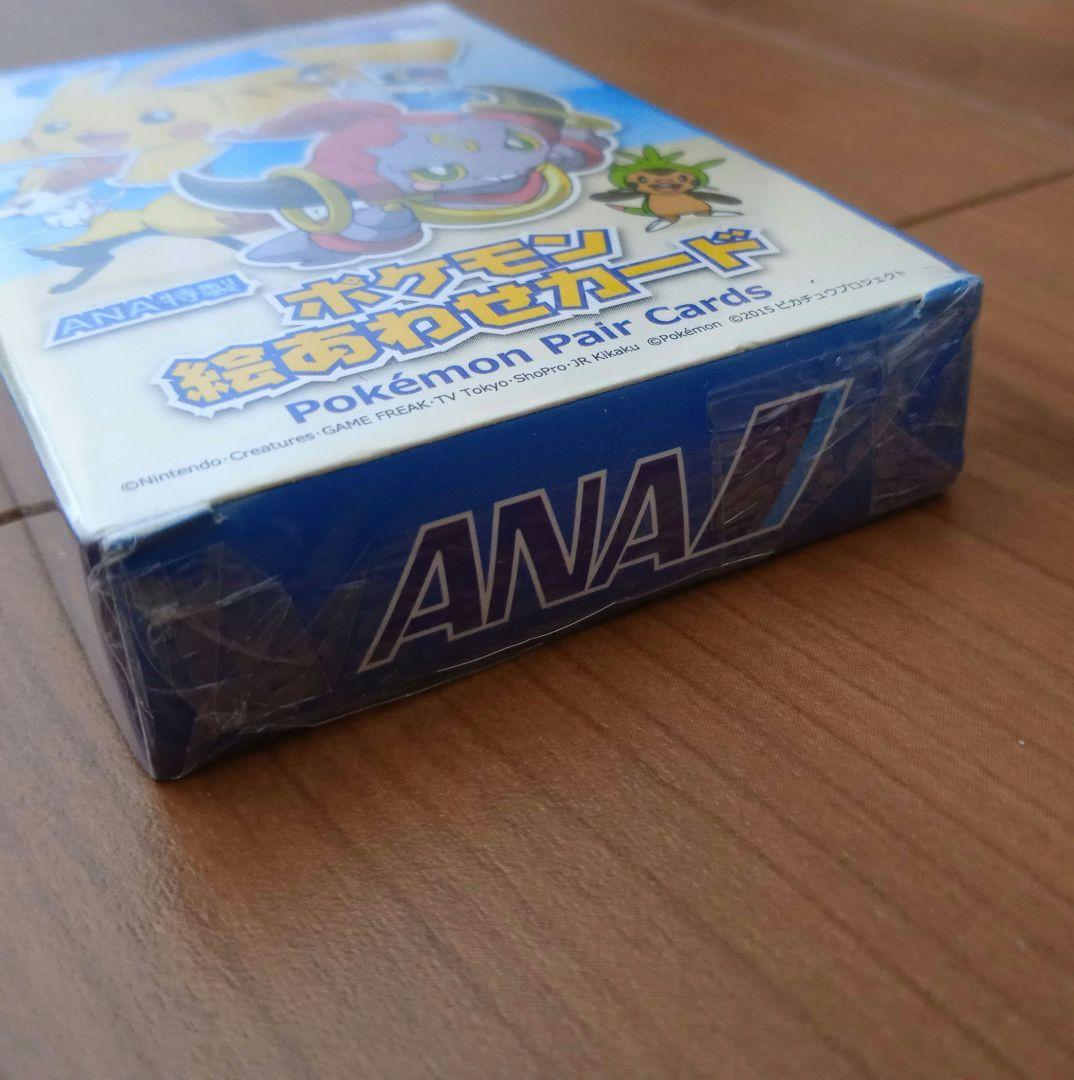 ANA特製
ポケモン
絵あわせカード
Pokémon Pair Cards
©Nintendo・Creatures・GAME FREAK・TV Tokyo・ShoPro・JR Kikaku ©Pokémon ©2015 ピカチュウプロジェクト
ANA